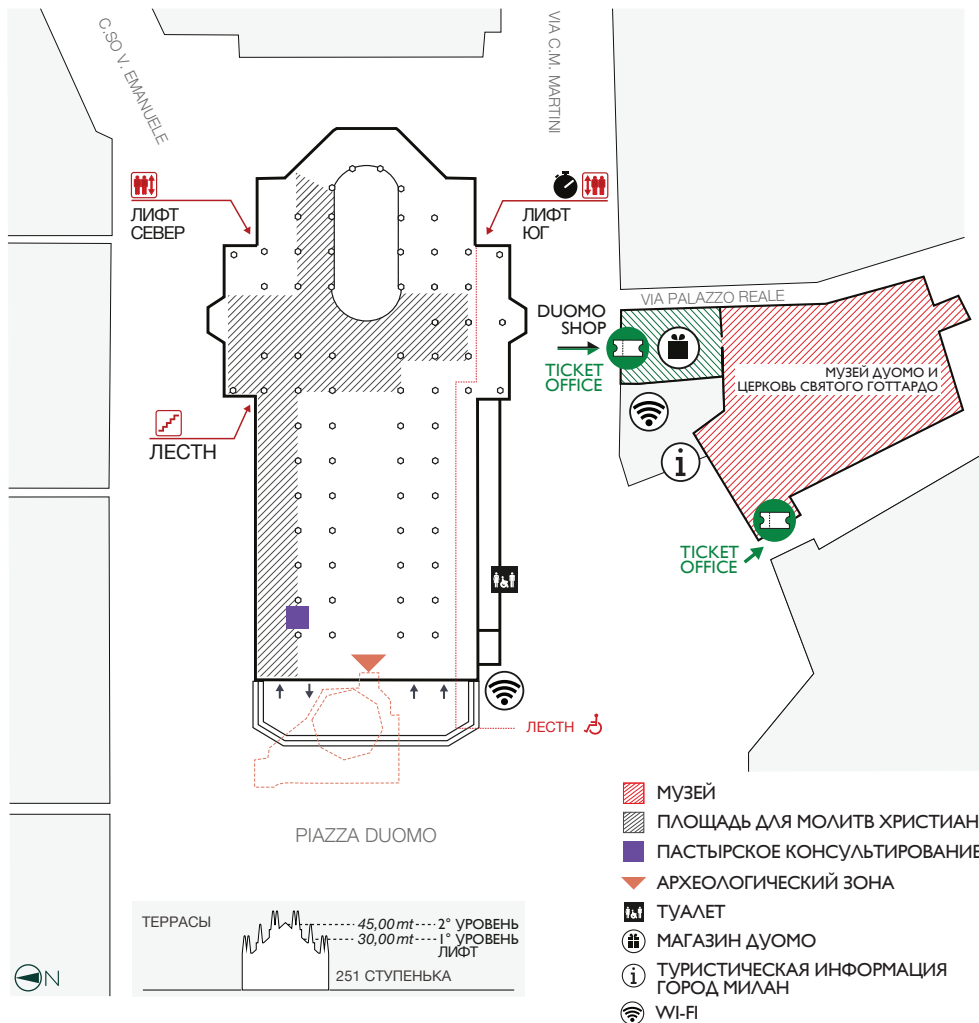 C.SO V. EMANUELE
VIA C.M. MARTINI
ЛИФТ
СЕВЕР
ЛИФТ
ЮГ
VIA PALAZZO REALE
DUOMO
SHOP
TICKET
OFFICE
МУЗЕЙ ДУОМО И
ЦЕРКОВЬ СВЯТОГО ГОТТАРДО
ЛЕСТН
i
TICKET
OFFICE
ЛЕСТН
PIAZZA DUOMO
МУЗЕЙ
ПЛОЩАДЬ ДЛЯ МОЛИТВ ХРИСТИАН
ПАСТЫРСКОЕ КОНСУЛЬТИРОВАНИЕ
АРХЕОЛОГИЧЕСКИЙ ЗОНА
ТУАЛЕТ
МАГАЗИН ДУОМО
i
ТУРИСТИЧЕСКАЯ ИНФОРМАЦИЯ
ГОРОД МИЛАН
WI-FI
ТЕРРАСЫ
45,00 mt 2° УРОВЕНЬ
30,00 mt 1° УРОВЕНЬ
ЛИФТ
251 СТУПЕНЬКА
N